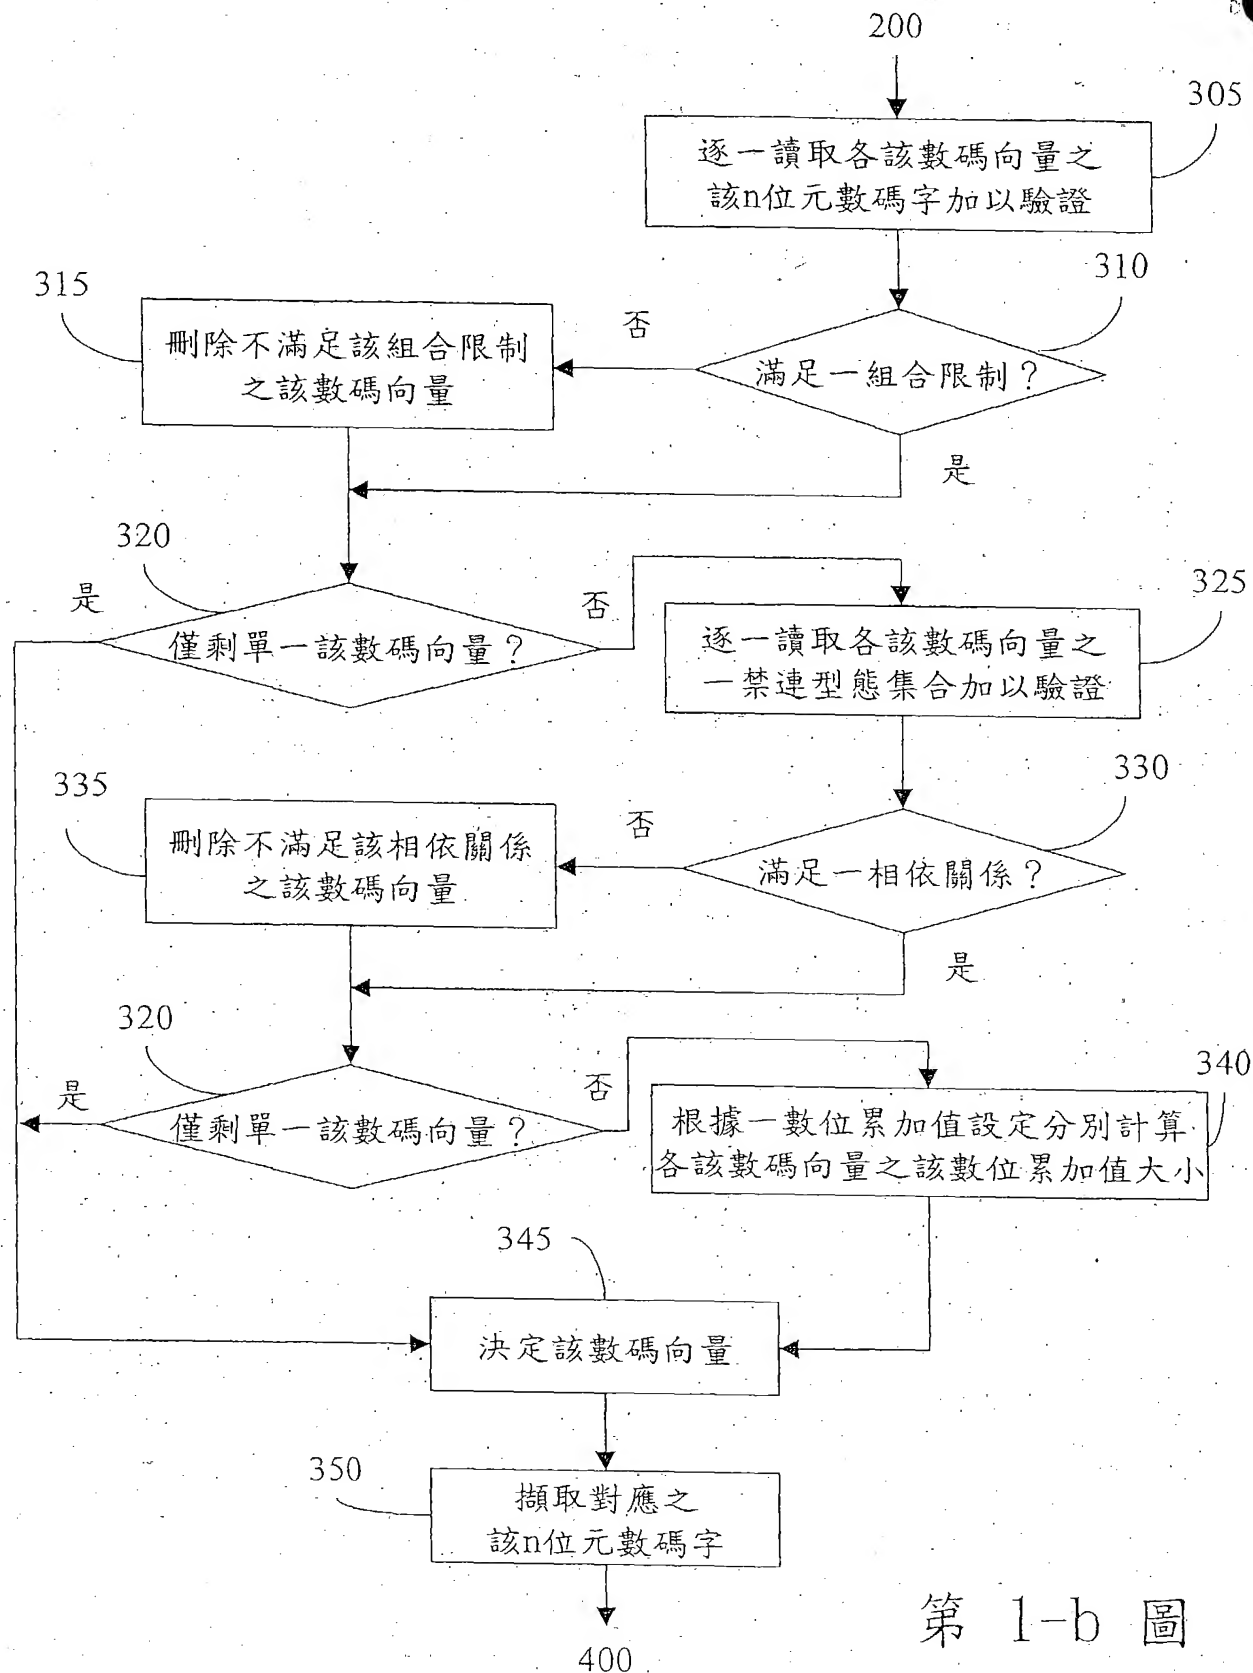 200
305
逐一讀取各該數碼向量之
該n位元數碼字加以驗證
310
315
否
刪除不滿足該組合限制
之該數碼向量
滿足一組合限制？
是
320
是
否
325
僅剩單一該數碼向量？
逐一讀取各該數碼向量之
一禁連型態集合加以驗證
330
335
否
刪除不滿足該相依關係
之該數碼向量
滿足一相依關係？
是
320
340
是
否
僅剩單一該數碼向量？
根據一數位累加值設定分別計算
各該數碼向量之該數位累加值大小
345
決定該數碼向量
350
擷取對應之
該n位元數碼字
第 1-b 圖
400